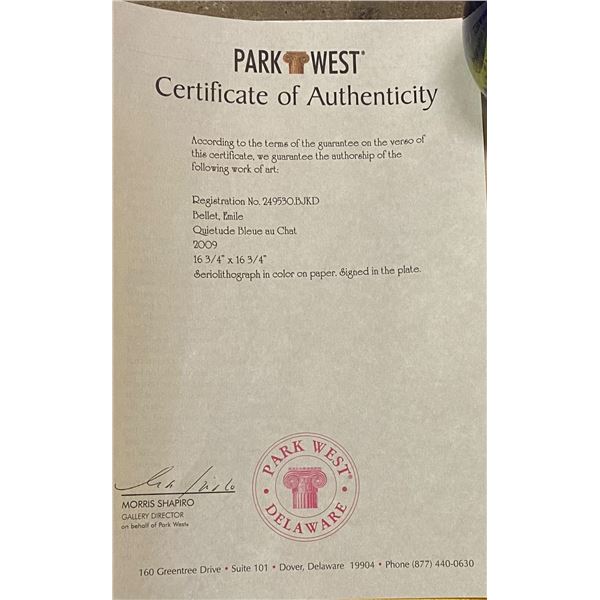 PARK WEST®
Certificate of Authenticity
According to the terms of the guarantee on the verso of
this certificate, we guarantee the authorship of the
following work of art:
Registration No. 249530.BJKD
Bellet, Emile
Quietude Bleue au Chat
2009
16 3/4" x 16 3/4"
Seriolithograph in color on paper. Signed in the plate.
MORRIS SHAPIRO
GALLERY DIRECTOR
on behalf of Park West®
PARK WEST®
DELAWARE
160 Greentree Drive • Suite 101 • Dover, Delaware 19904 • Phone (877) 440-0630